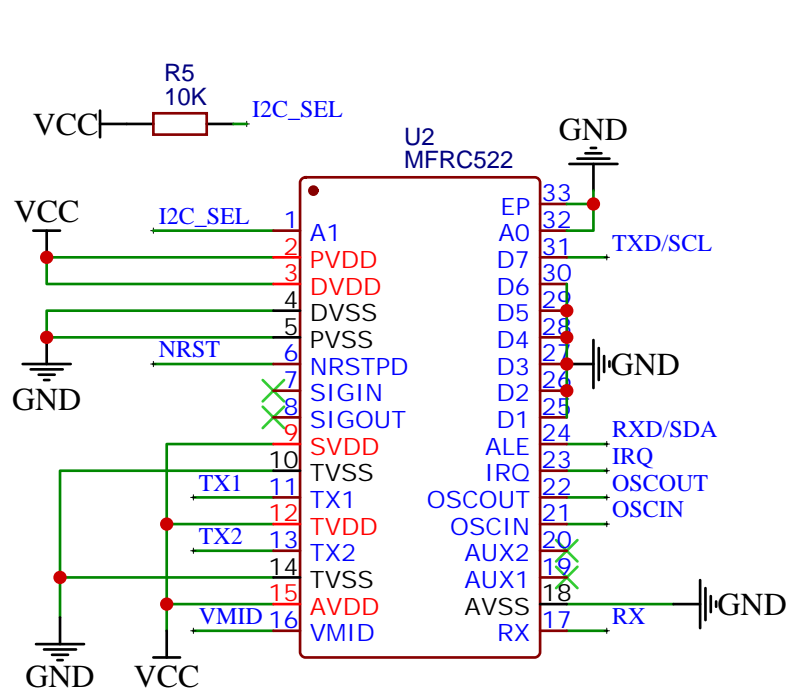 R5
10K
VCC
I2C_SEL
U2
MFRC522
GND
VCC
I2C_SEL
1
A1
2
PVDD
3
DVDD
4
DVSS
5
PVSS
NRST
6
NRSTPD
7
SIGIN
8
SIGOUT
9
SVDD
10
TVSS
TX1
11
TX1
12
TVDD
TX2
13
TX2
14
TVSS
15
AVDD
VMID
16
VMID
GND
GND
VCC
EP
33
A0
32
D7
31
TXD/SCL
D6
30
D5
29
D4
28
D3
27
GND
D2
26
D1
25
ALE
24
RXD/SDA
IRQ
23
IRQ
OSCOUT
22
OSCOUT
OSCIN
21
OSCIN
AUX2
20
AUX1
19
AVSS
18
GND
RX
17
RX